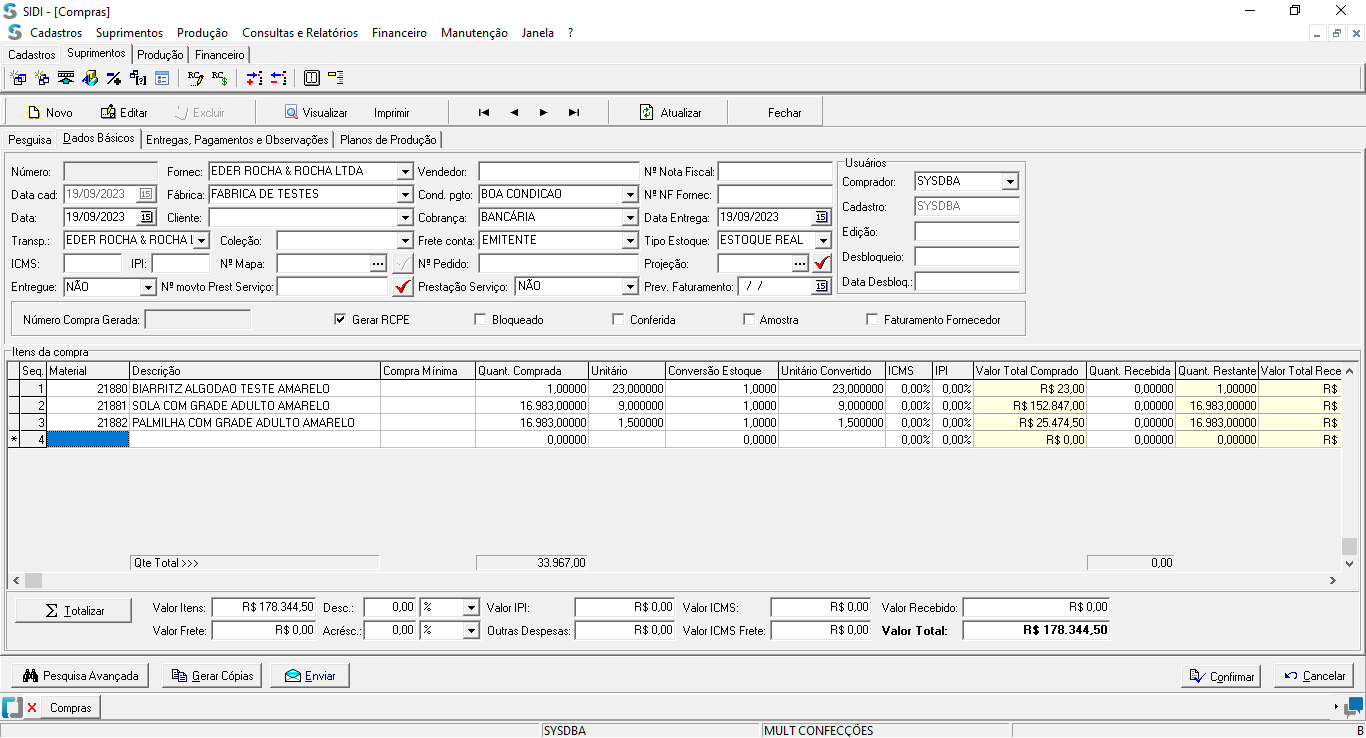 SIDI - [Compras]
Cadastros Suprimentos Produção Consultas e Relatórios Financeiro Manutenção Janela ?
Cadastros Suprimentos Produção Financeiro
Novo Editar Excluir Visualizar Imprimir Atualizar Fechar
Pesquisa Dados Básicos Entregas, Pagamentos e Observações Planos de Produção
Número: Fornec: EDER ROCHA & ROCHA LTDA Vendedor: Nº Nota Fiscal:
Data cad: 19/09/2023 15 Fábrica: FABRICA DE TESTES Cond. pgto: BOA CONDICAO Nº NF Fornec:
Data: 19/09/2023 15 Cliente: Cobrança: BANCÁRIA Data Entrega: 19/09/2023 15
Transp.: EDER ROCHA & ROCHA L Coleção: Frete conta: EMITENTE Tipo Estoque: ESTOQUE REAL
ICMS: IPI: Nº Mapa: ... Nº Pedido: Projeção: ...
Entregue: NÃO Nº movto Prest Serviço: Prestação Serviço: NÃO Prev. Faturamento: / / 15
Usuários
Comprador: SYSDBA
Cadastro: SYSDBA
Edição:
Desbloqueio:
Data Desbloq.:
Número Compra Gerada: Gerar RCPE Bloqueado Conferida Amostra Faturamento Fornecedor
Itens da compra
Seq. Material Descrição Compra Mínima Quant. Comprada Unitário Conversão Estoque Unitário Convertido ICMS IPI Valor Total Comprado Quant. Recebida Quant. Restante Valor Total Rece
1 21880 BIARRITZ ALGODAO TESTE AMARELO 1,00000 23,000000 1,0000 23,000000 0,00% 0,00% R$ 23,00 0,00000 1,00000 R$
2 21881 SOLA COM GRADE ADULTO AMARELO 16.983,00000 9,000000 1,0000 9,000000 0,00% 0,00% R$ 152.847,00 0,00000 16.983,00000 R$
3 21882 PALMILHA COM GRADE ADULTO AMARELO 16.983,00000 1,500000 1,0000 1,500000 0,00% 0,00% R$ 25.474,50 0,00000 16.983,00000 R$
* 4 0,00000 0,0000 0,00% 0,00% R$ 0,00 0,00000 0,00000 R$
Qte Total >>> 33.967,00 0,00
Totalizar Valor Itens: R$ 178.344,50 Desc.: 0,00 % Valor IPI: R$ 0,00 Valor ICMS: R$ 0,00 Valor Recebido: R$ 0,00
Valor Frete: R$ 0,00 Acrésc.: 0,00 % Outras Despesas: R$ 0,00 Valor ICMS Frete: R$ 0,00 Valor Total: R$ 178.344,50
Pesquisa Avançada Gerar Cópias Enviar Confirmar Cancelar
Compras
SYSDBA MULT CONFECÇÕES B